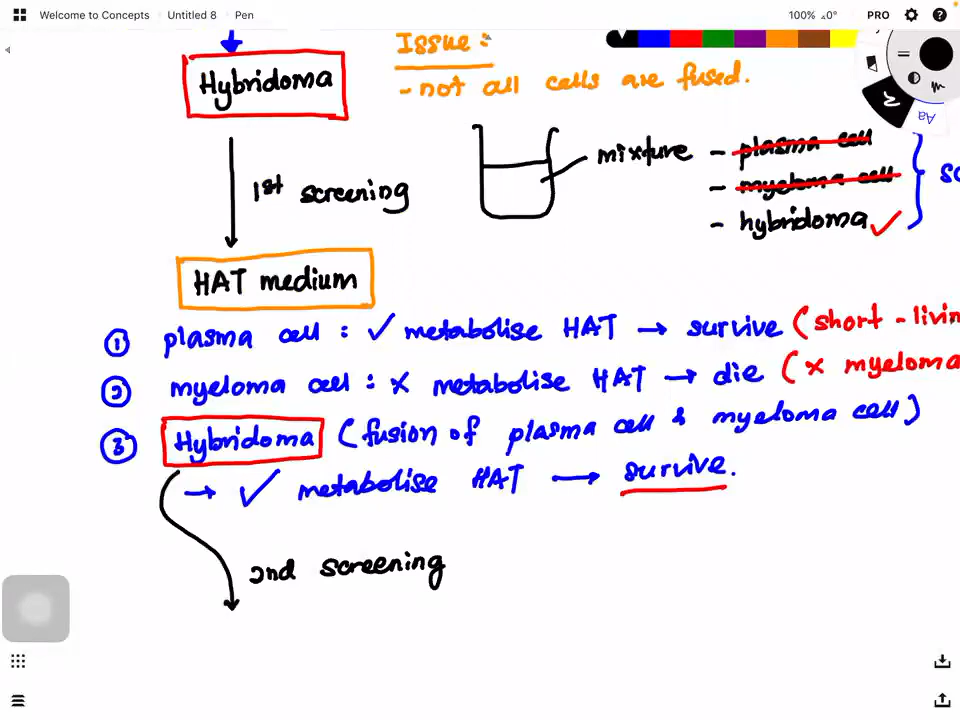 Welcome to Concepts Untitled 8 Pen 100% 0° PRO
Issue:
- not all cells are fused.
Hybridoma
Aa
mixture - plasma cell
- myeloma cell
- hybridoma ✓
1st screening
HAT medium
① plasma cell : ✓ metabolise HAT → survive (short-living
② myeloma cell : x metabolise HAT → die (x myeloma
③ Hybridoma (fusion of plasma cell & myeloma cell)
→ ✓ metabolise HAT → survive.
2nd screening